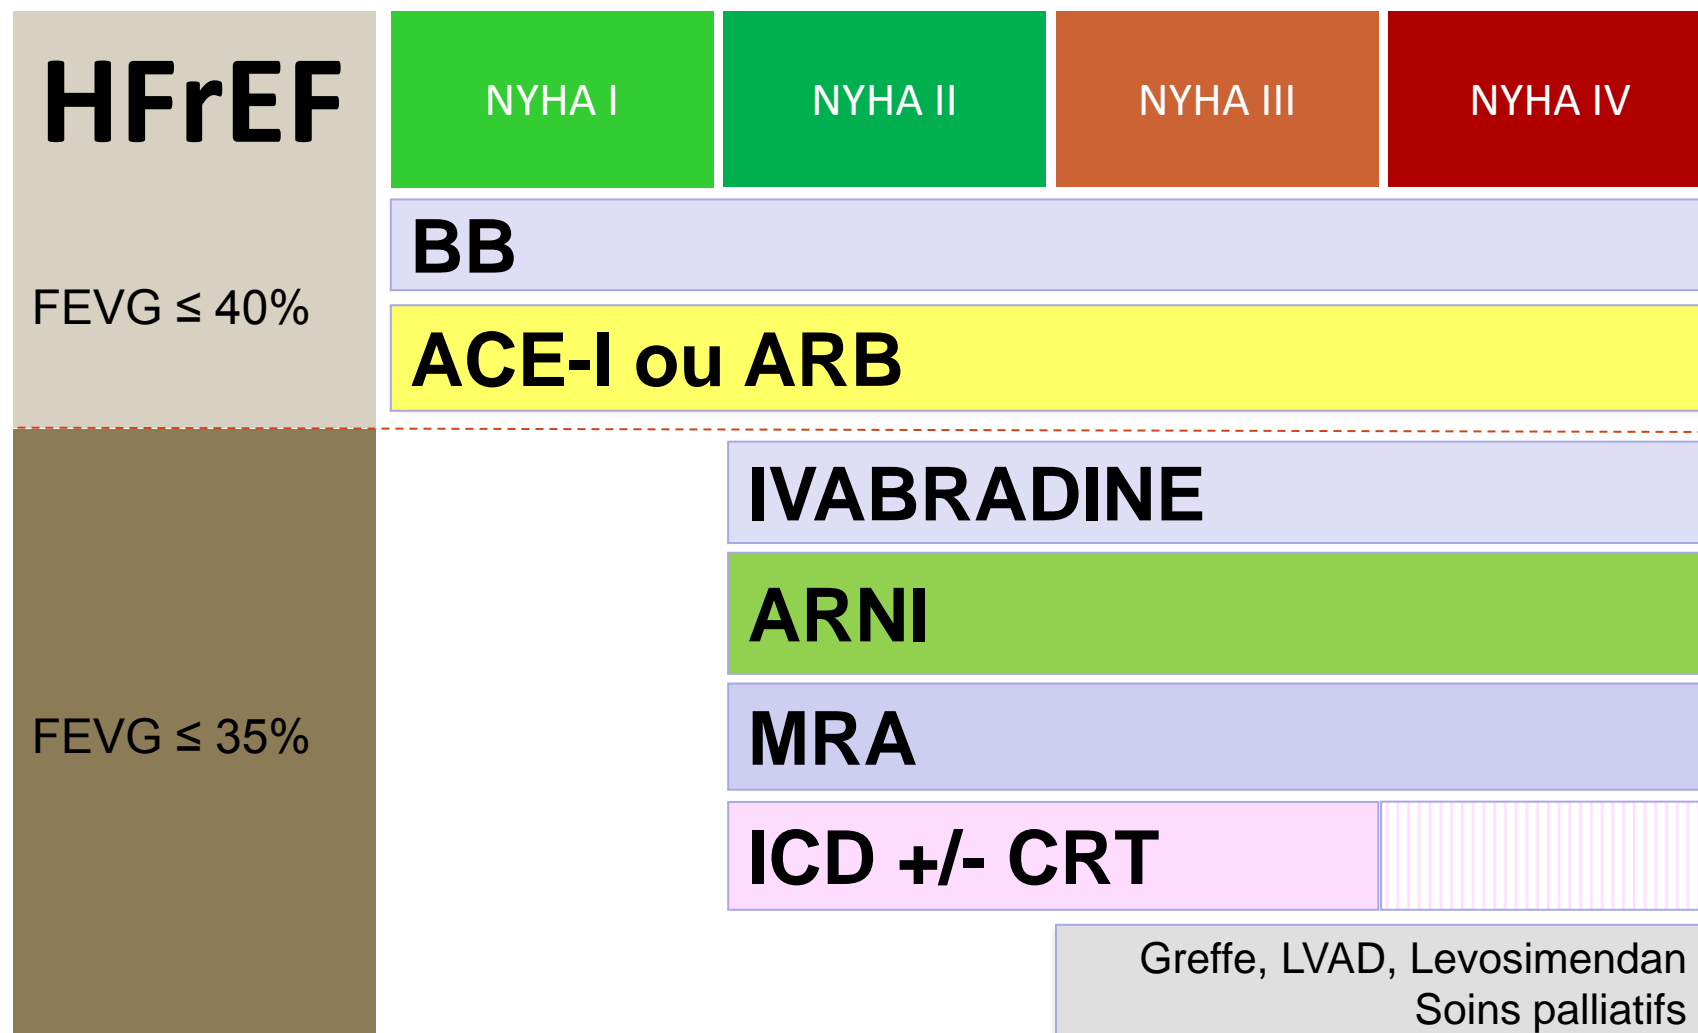 HFrEF
NYHA I
NYHA II
NYHA III
NYHA IV
FEVG ≤ 40%
BB
ACE-I ou ARB
FEVG ≤ 35%
IVABRADINE
ARNI
MRA
ICD +/- CRT
Greffe, LVAD, Levosimendan
Soins palliatifs